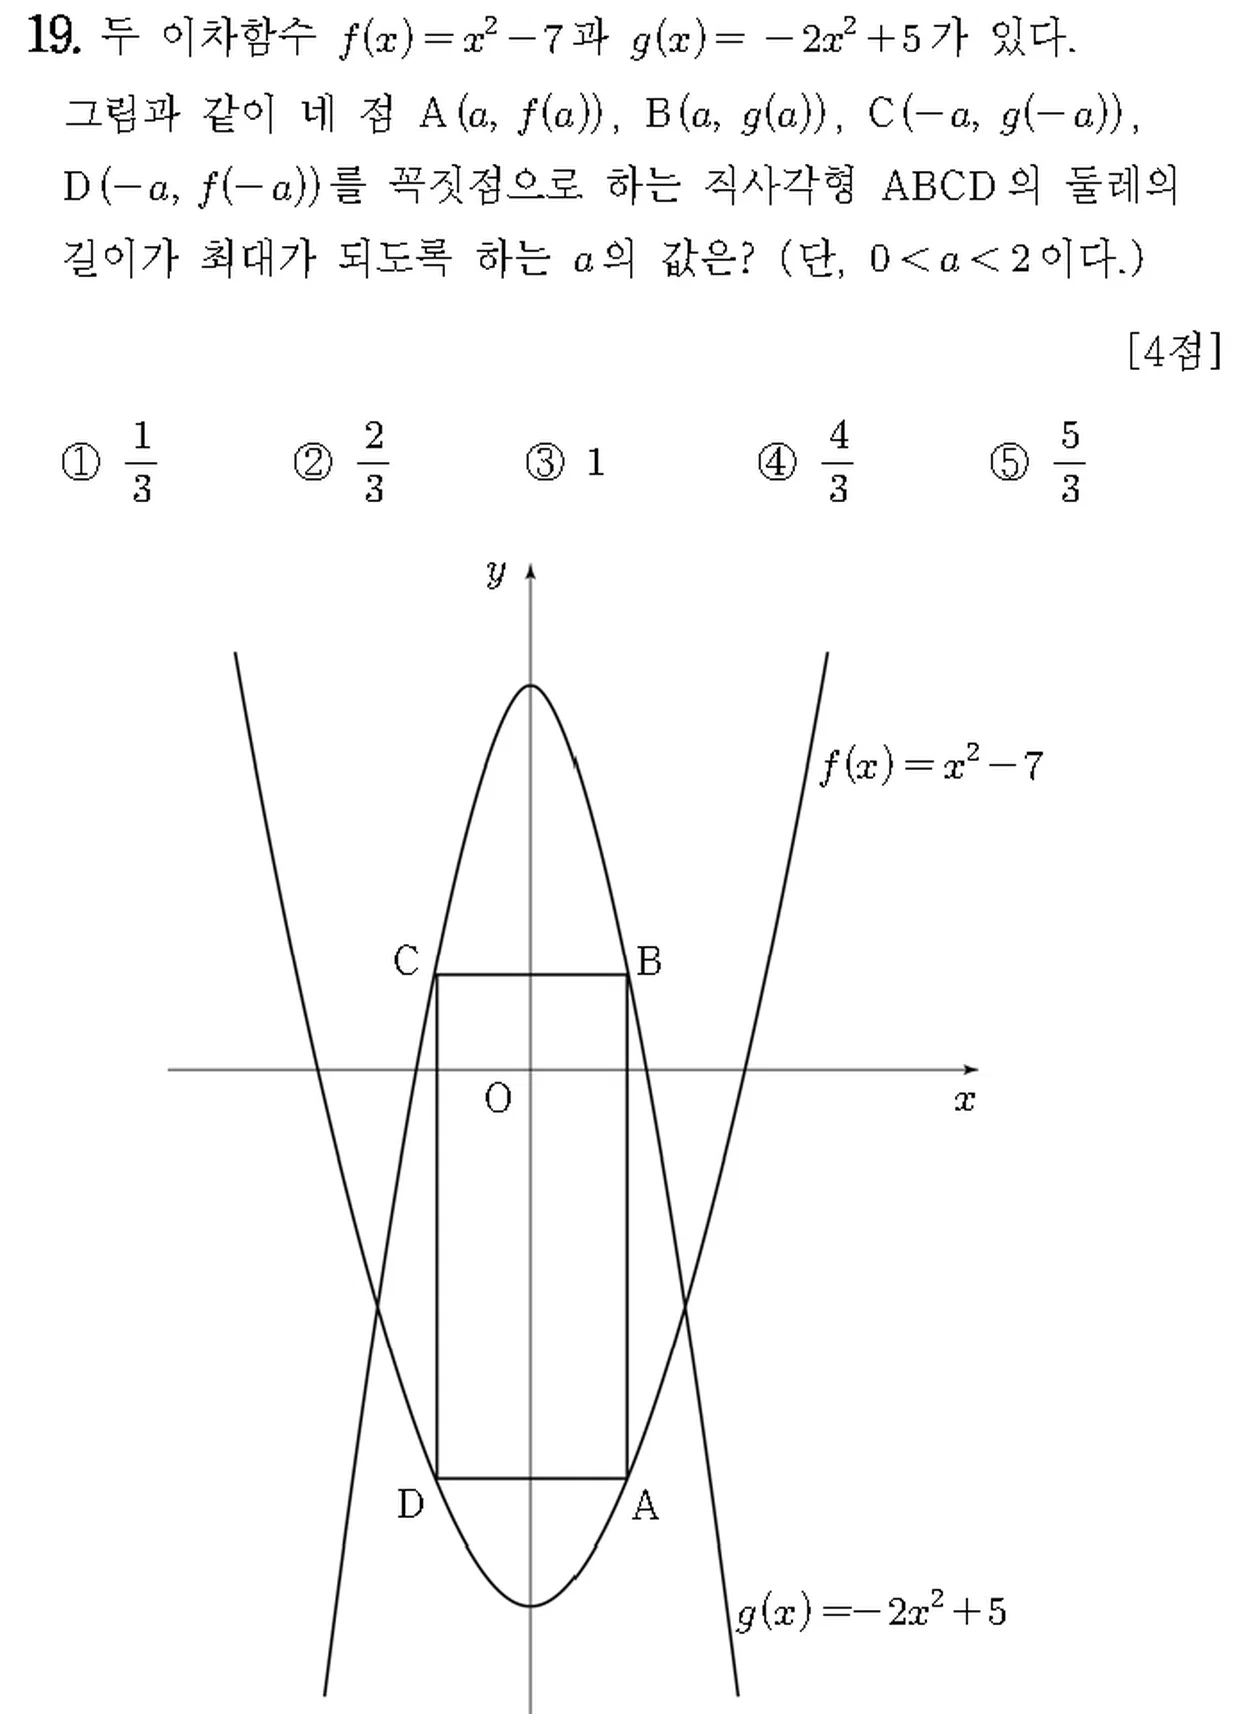 19. 두 이차함수 f(x)=x²-7과 g(x)= -2x²+5가 있다.
그림과 같이 네 점 A(a, f(a)), B(a, g(a)), C(-a, g(-a)),
D(-a, f(-a))를 꼭짓점으로 하는 직사각형 ABCD의 둘레의
길이가 최대가 되도록 하는 a의 값은? (단, 0<a<2이다.)
[4점]
① 1/3 ② 2/3 ③ 1 ④ 4/3 ⑤ 5/3
y
f(x)=x²-7
C B
O
x
D A
g(x)=-2x²+5